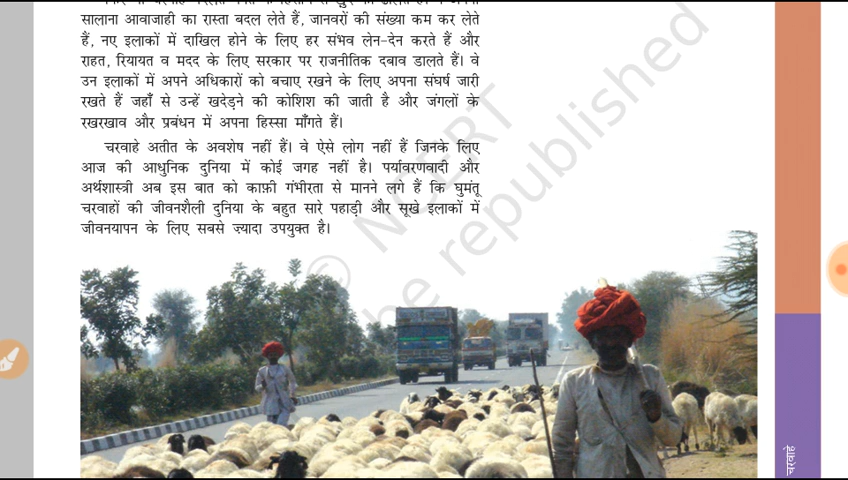 सालाना आवाजाही का रास्ता बदल लेते हैं, जानवरों की संख्या कम कर लेते
हैं, नए इलाकों में दाखिल होने के लिए हर संभव लेन-देन करते हैं और
राहत, रियायत व मदद के लिए सरकार पर राजनीतिक दबाव डालते हैं। वे
उन इलाकों में अपने अधिकारों को बचाए रखने के लिए अपना संघर्ष जारी
रखते हैं जहाँ से उन्हें खदेड़ने की कोशिश की जाती है और जंगलों के
रखरखाव और प्रबंधन में अपना हिस्सा माँगते हैं।
चरवाहे अतीत के अवशेष नहीं हैं। वे ऐसे लोग नहीं हैं जिनके लिए
आज की आधुनिक दुनिया में कोई जगह नहीं है। पर्यावरणवादी और
अर्थशास्त्री अब इस बात को काफ़ी गंभीरता से मानने लगे हैं कि घुमंतू
चरवाहों की जीवनशैली दुनिया के बहुत सारे पहाड़ी और सूखे इलाकों में
जीवनयापन के लिए सबसे ज़्यादा उपयुक्त है।
© NCERT
be republished
चरवाहे